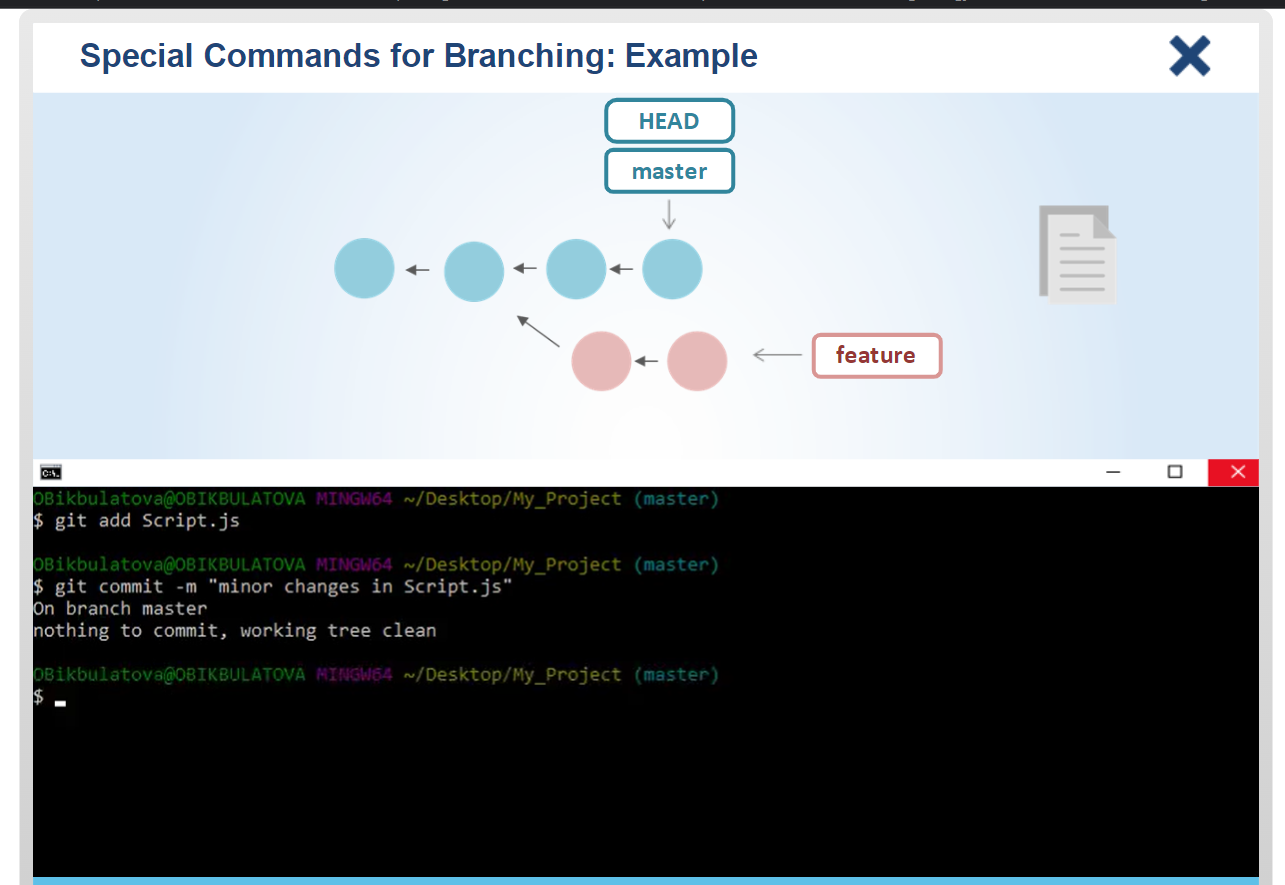 Special Commands for Branching: Example
HEAD
master
feature
C:\.
OBikbulatova@OBIKBULATOVA MINGW64 ~/Desktop/My_Project (master)
$ git add Script.js
OBikbulatova@OBIKBULATOVA MINGW64 ~/Desktop/My_Project (master)
$ git commit -m "minor changes in Script.js"
On branch master
nothing to commit, working tree clean
OBikbulatova@OBIKBULATOVA MINGW64 ~/Desktop/My_Project (master)
$